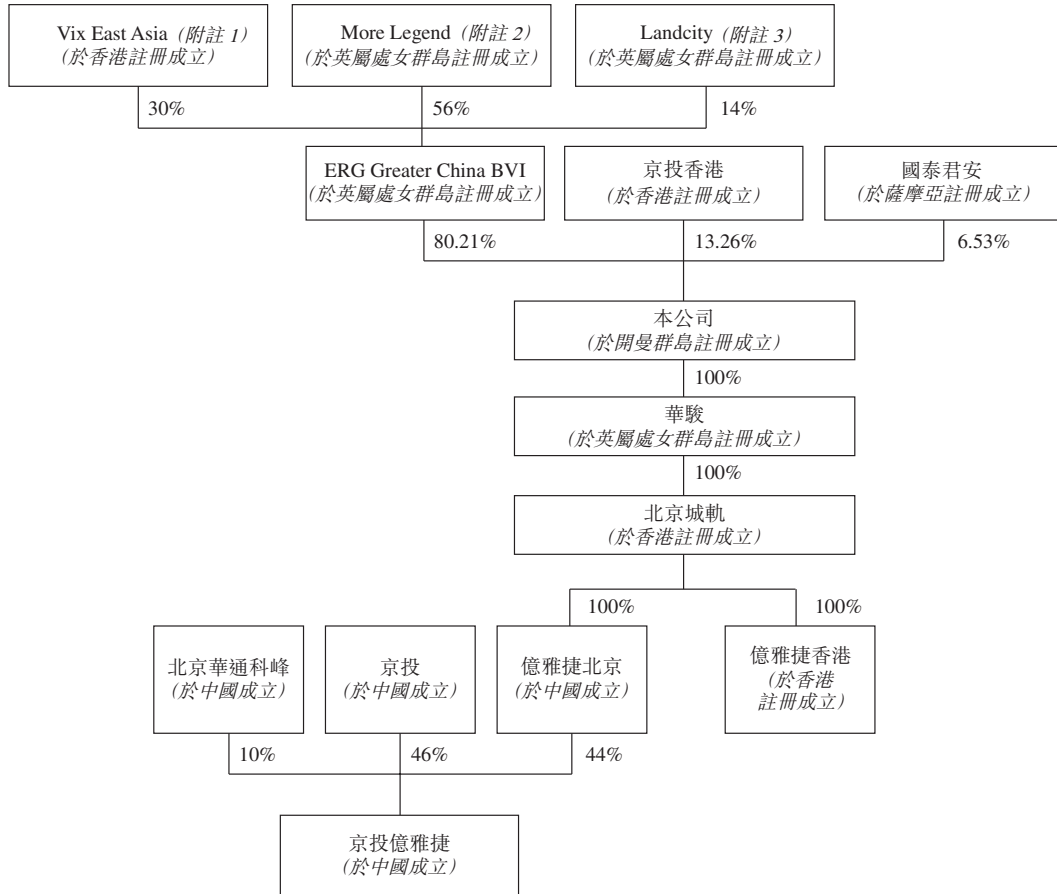 Vix East Asia (附註 1)
(於香港註冊成立)
More Legend (附註 2)
(於英屬處女群島註冊成立)
Landcity (附註 3)
(於英屬處女群島註冊成立)
30%
56%
14%
ERG Greater China BVI
(於英屬處女群島註冊成立)
京投香港
(於香港註冊成立)
國泰君安
(於薩摩亞註冊成立)
80.21%
13.26%
6.53%
本公司
(於開曼群島註冊成立)
100%
華駿
(於英屬處女群島註冊成立)
100%
北京城軌
(於香港註冊成立)
100%
100%
北京華通科峰
(於中國成立)
京投
(於中國成立)
億雅捷北京
(於中國成立)
億雅捷香港
(於香港
註冊成立)
10%
46%
44%
京投億雅捷
(於中國成立)